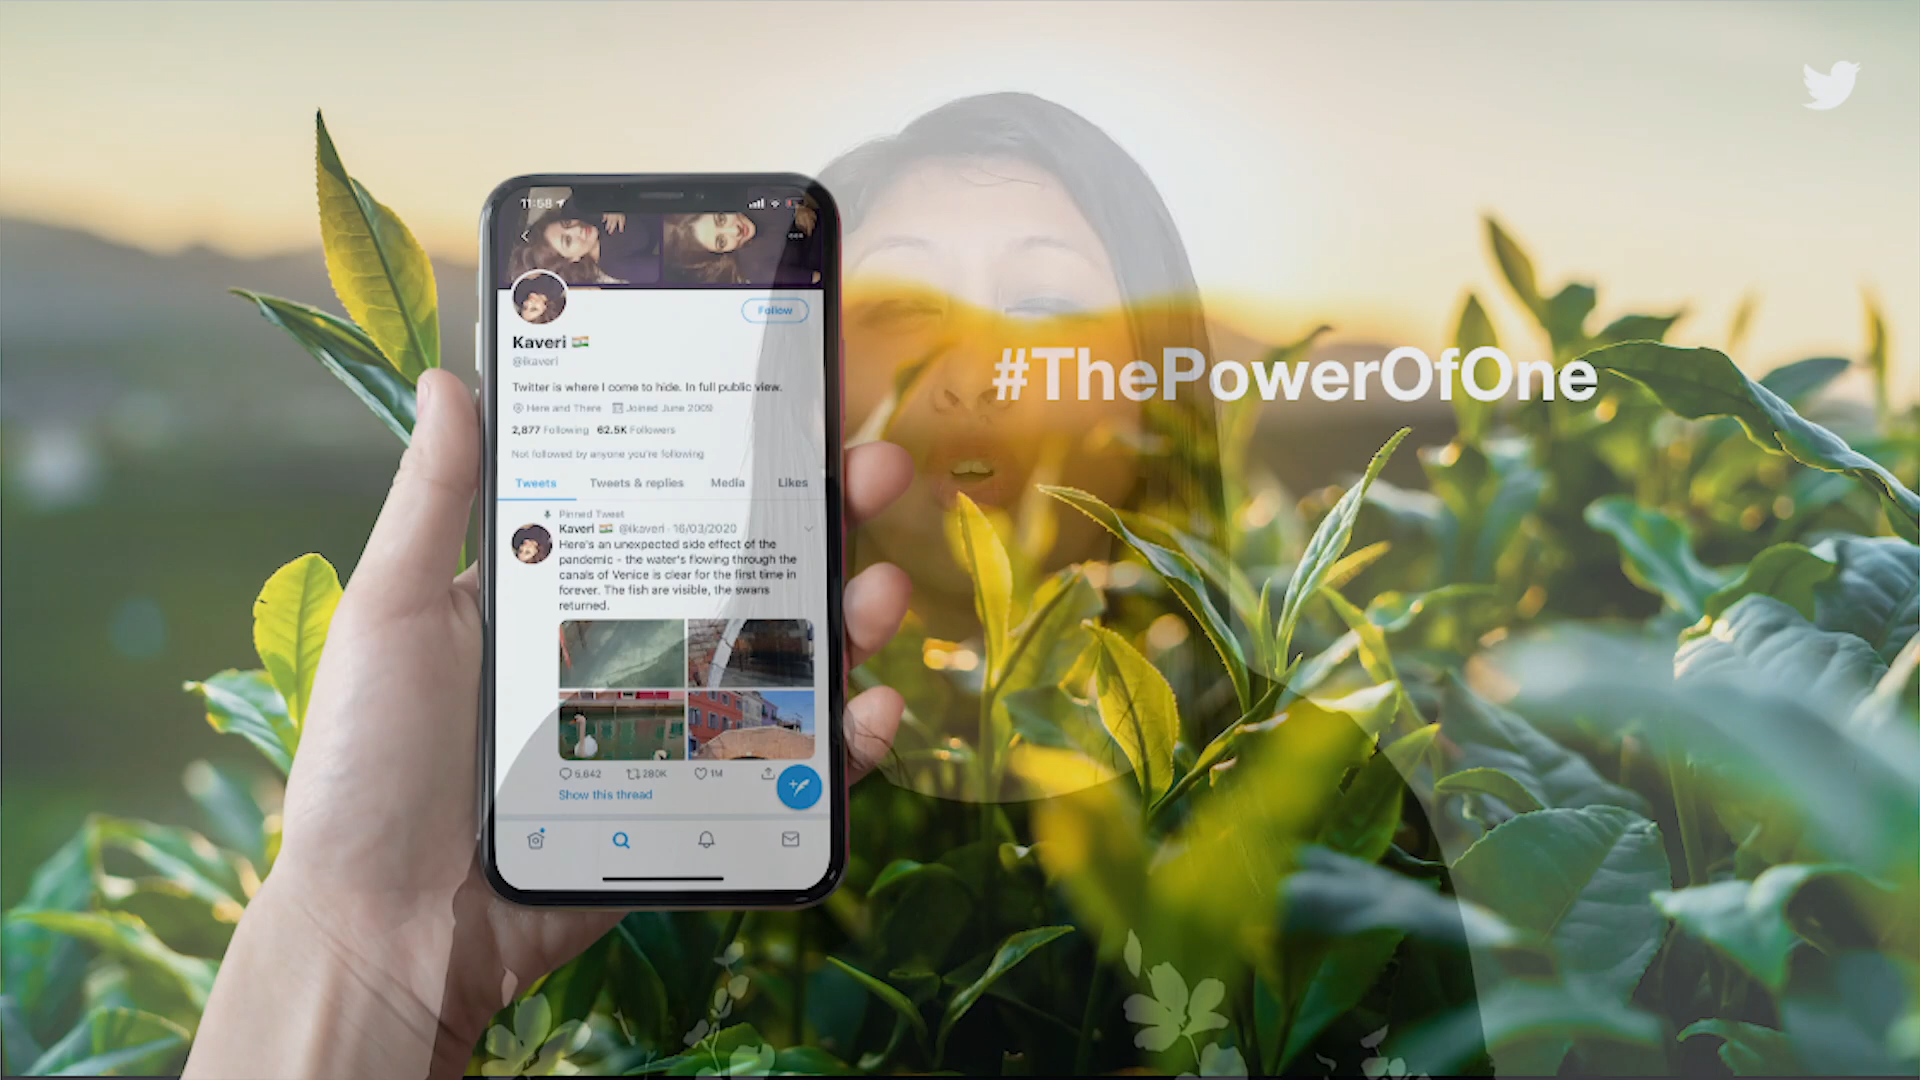 11:58
Follow
Kaveri
@ikaveri
Twitter is where I come to hide. In full public view.
Here and There Joined June 2009
2,877 Following 62.5K Followers
Not followed by anyone you're following
Tweets Tweets & replies Media Likes
Pinned Tweet
Kaveri @ikaveri · 16/03/2020
Here's an unexpected side effect of the
pandemic - the water's flowing through the
canals of Venice is clear for the first time in
forever. The fish are visible, the swans
returned.
5,642 280K 1M
Show this thread
#ThePowerOfOne